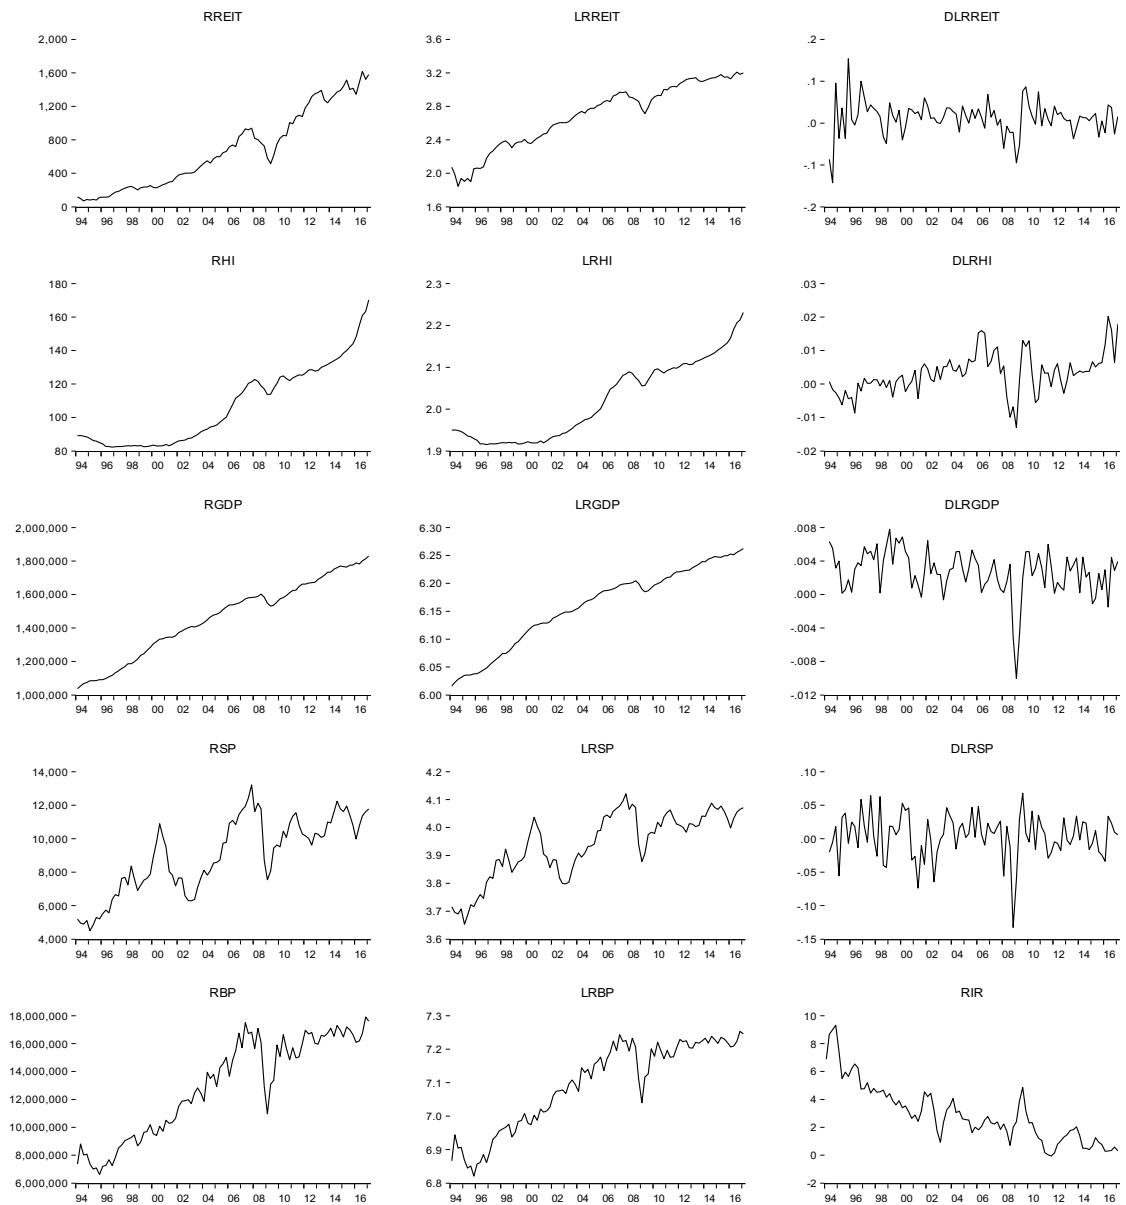 RREIT LRREIT DLRREIT
2,000 3.6 .2
1,600 3.2 .1
1,200 2.8 .0
800 2.4 -.1
400 2.0 -.2
0 1.6
94 96 98 00 02 04 06 08 10 12 14 16 94 96 98 00 02 04 06 08 10 12 14 16 94 96 98 00 02 04 06 08 10 12 14 16
RHI LRHI DLRHI
180 2.3 .03
160 2.2 .02
140 2.1 .01
120 2.0 .00
100 1.9 -.01
80 -.02
94 96 98 00 02 04 06 08 10 12 14 16 94 96 98 00 02 04 06 08 10 12 14 16 94 96 98 00 02 04 06 08 10 12 14 16
RGDP LRGDP DLRGDP
2,000,000 6.30 .008
1,800,000 6.25 .004
1,600,000 6.20 .000
1,400,000 6.15 -.004
1,200,000 6.10 -.008
1,000,000 6.05 -.012
6.00
94 96 98 00 02 04 06 08 10 12 14 16 94 96 98 00 02 04 06 08 10 12 14 16 94 96 98 00 02 04 06 08 10 12 14 16
RSP LRSP DLRSP
14,000 4.2 .10
12,000 4.1 .05
10,000 4.0 .00
8,000 3.9 -.05
6,000 3.8 -.10
4,000 3.7 -.15
3.6
94 96 98 00 02 04 06 08 10 12 14 16 94 96 98 00 02 04 06 08 10 12 14 16 94 96 98 00 02 04 06 08 10 12 14 16
RBP LRBP RIR
18,000,000 7.3 10
16,000,000 7.2 8
14,000,000 7.1 6
12,000,000 7.0 4
10,000,000 6.9 2
8,000,000 6.8 0
6,000,000 -2
94 96 98 00 02 04 06 08 10 12 14 16 94 96 98 00 02 04 06 08 10 12 14 16 94 96 98 00 02 04 06 08 10 12 14 16